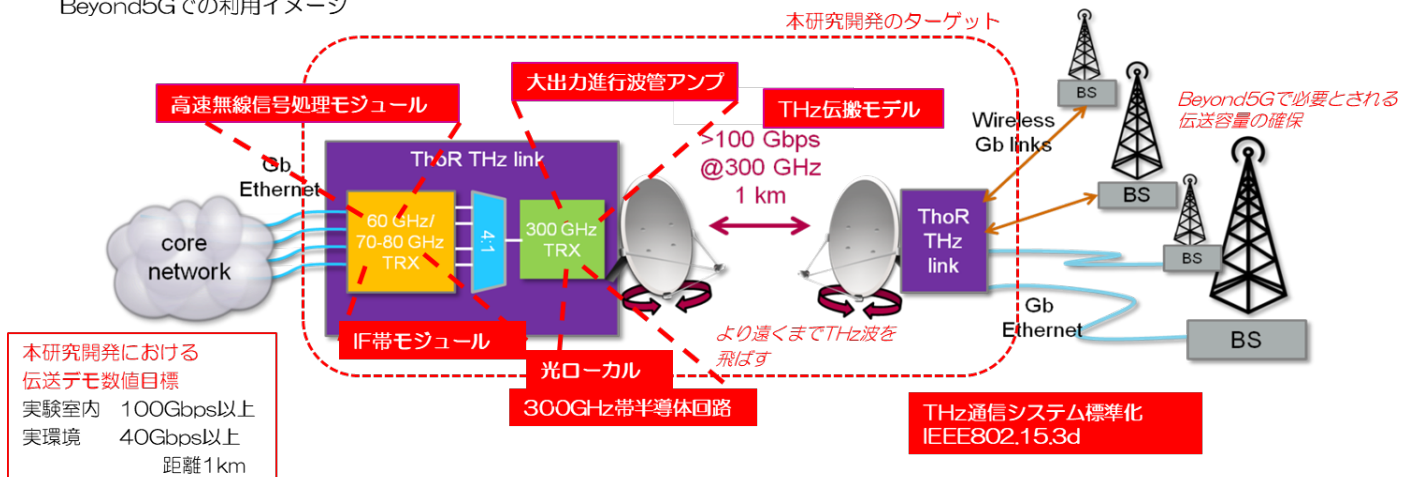 Beyond5Gでの利用イメージ
本研究開発のターゲット
高速無線信号処理モジュール
大出力進行波管アンプ
THz伝搬モデル
BS
Beyond5Gで必要とされる
伝送容量の確保
Wireless
Gb links
>100 Gbps
@300 GHz
1 km
Gb
Ethernet
ThoR THz link
core
network
60 GHz/
70-80 GHz
TRX
4:1
300 GHz
TRX
ThoR
THz
link
BS
BS
BS
Gb
Ethernet
IF帯モジュール
より遠くまでTHz波を
飛ばす
光ローカル
300GHz帯半導体回路
THz通信システム標準化
IEEE802.15.3d
本研究開発における
伝送デモ数値目標
実験室内 100Gbps以上
実環境 40Gbps以上
距離1km